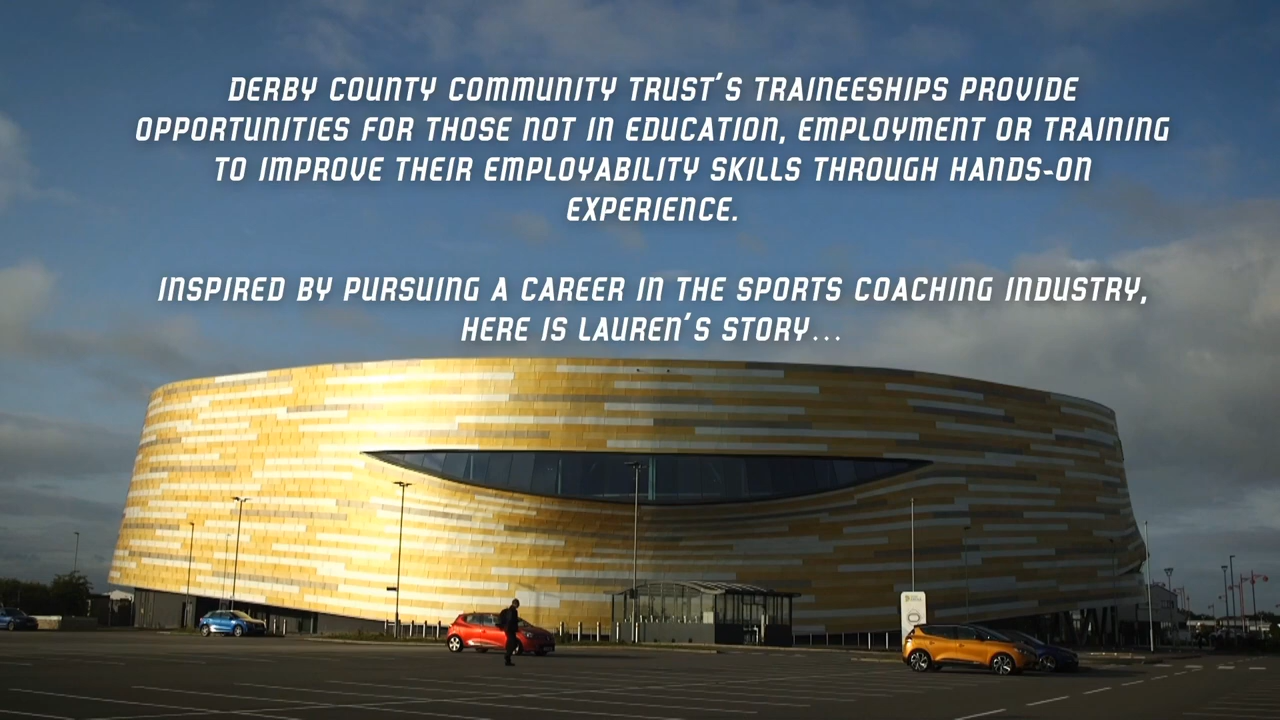 DERBY COUNTY COMMUNITY TRUST'S TRAINEESHIPS PROVIDE
OPPORTUNITIES FOR THOSE NOT IN EDUCATION, EMPLOYMENT OR TRAINING
TO IMPROVE THEIR EMPLOYABILITY SKILLS THROUGH HANDS-ON
EXPERIENCE.
INSPIRED BY PURSUING A CAREER IN THE SPORTS COACHING INDUSTRY,
HERE IS LAUREN'S STORY...